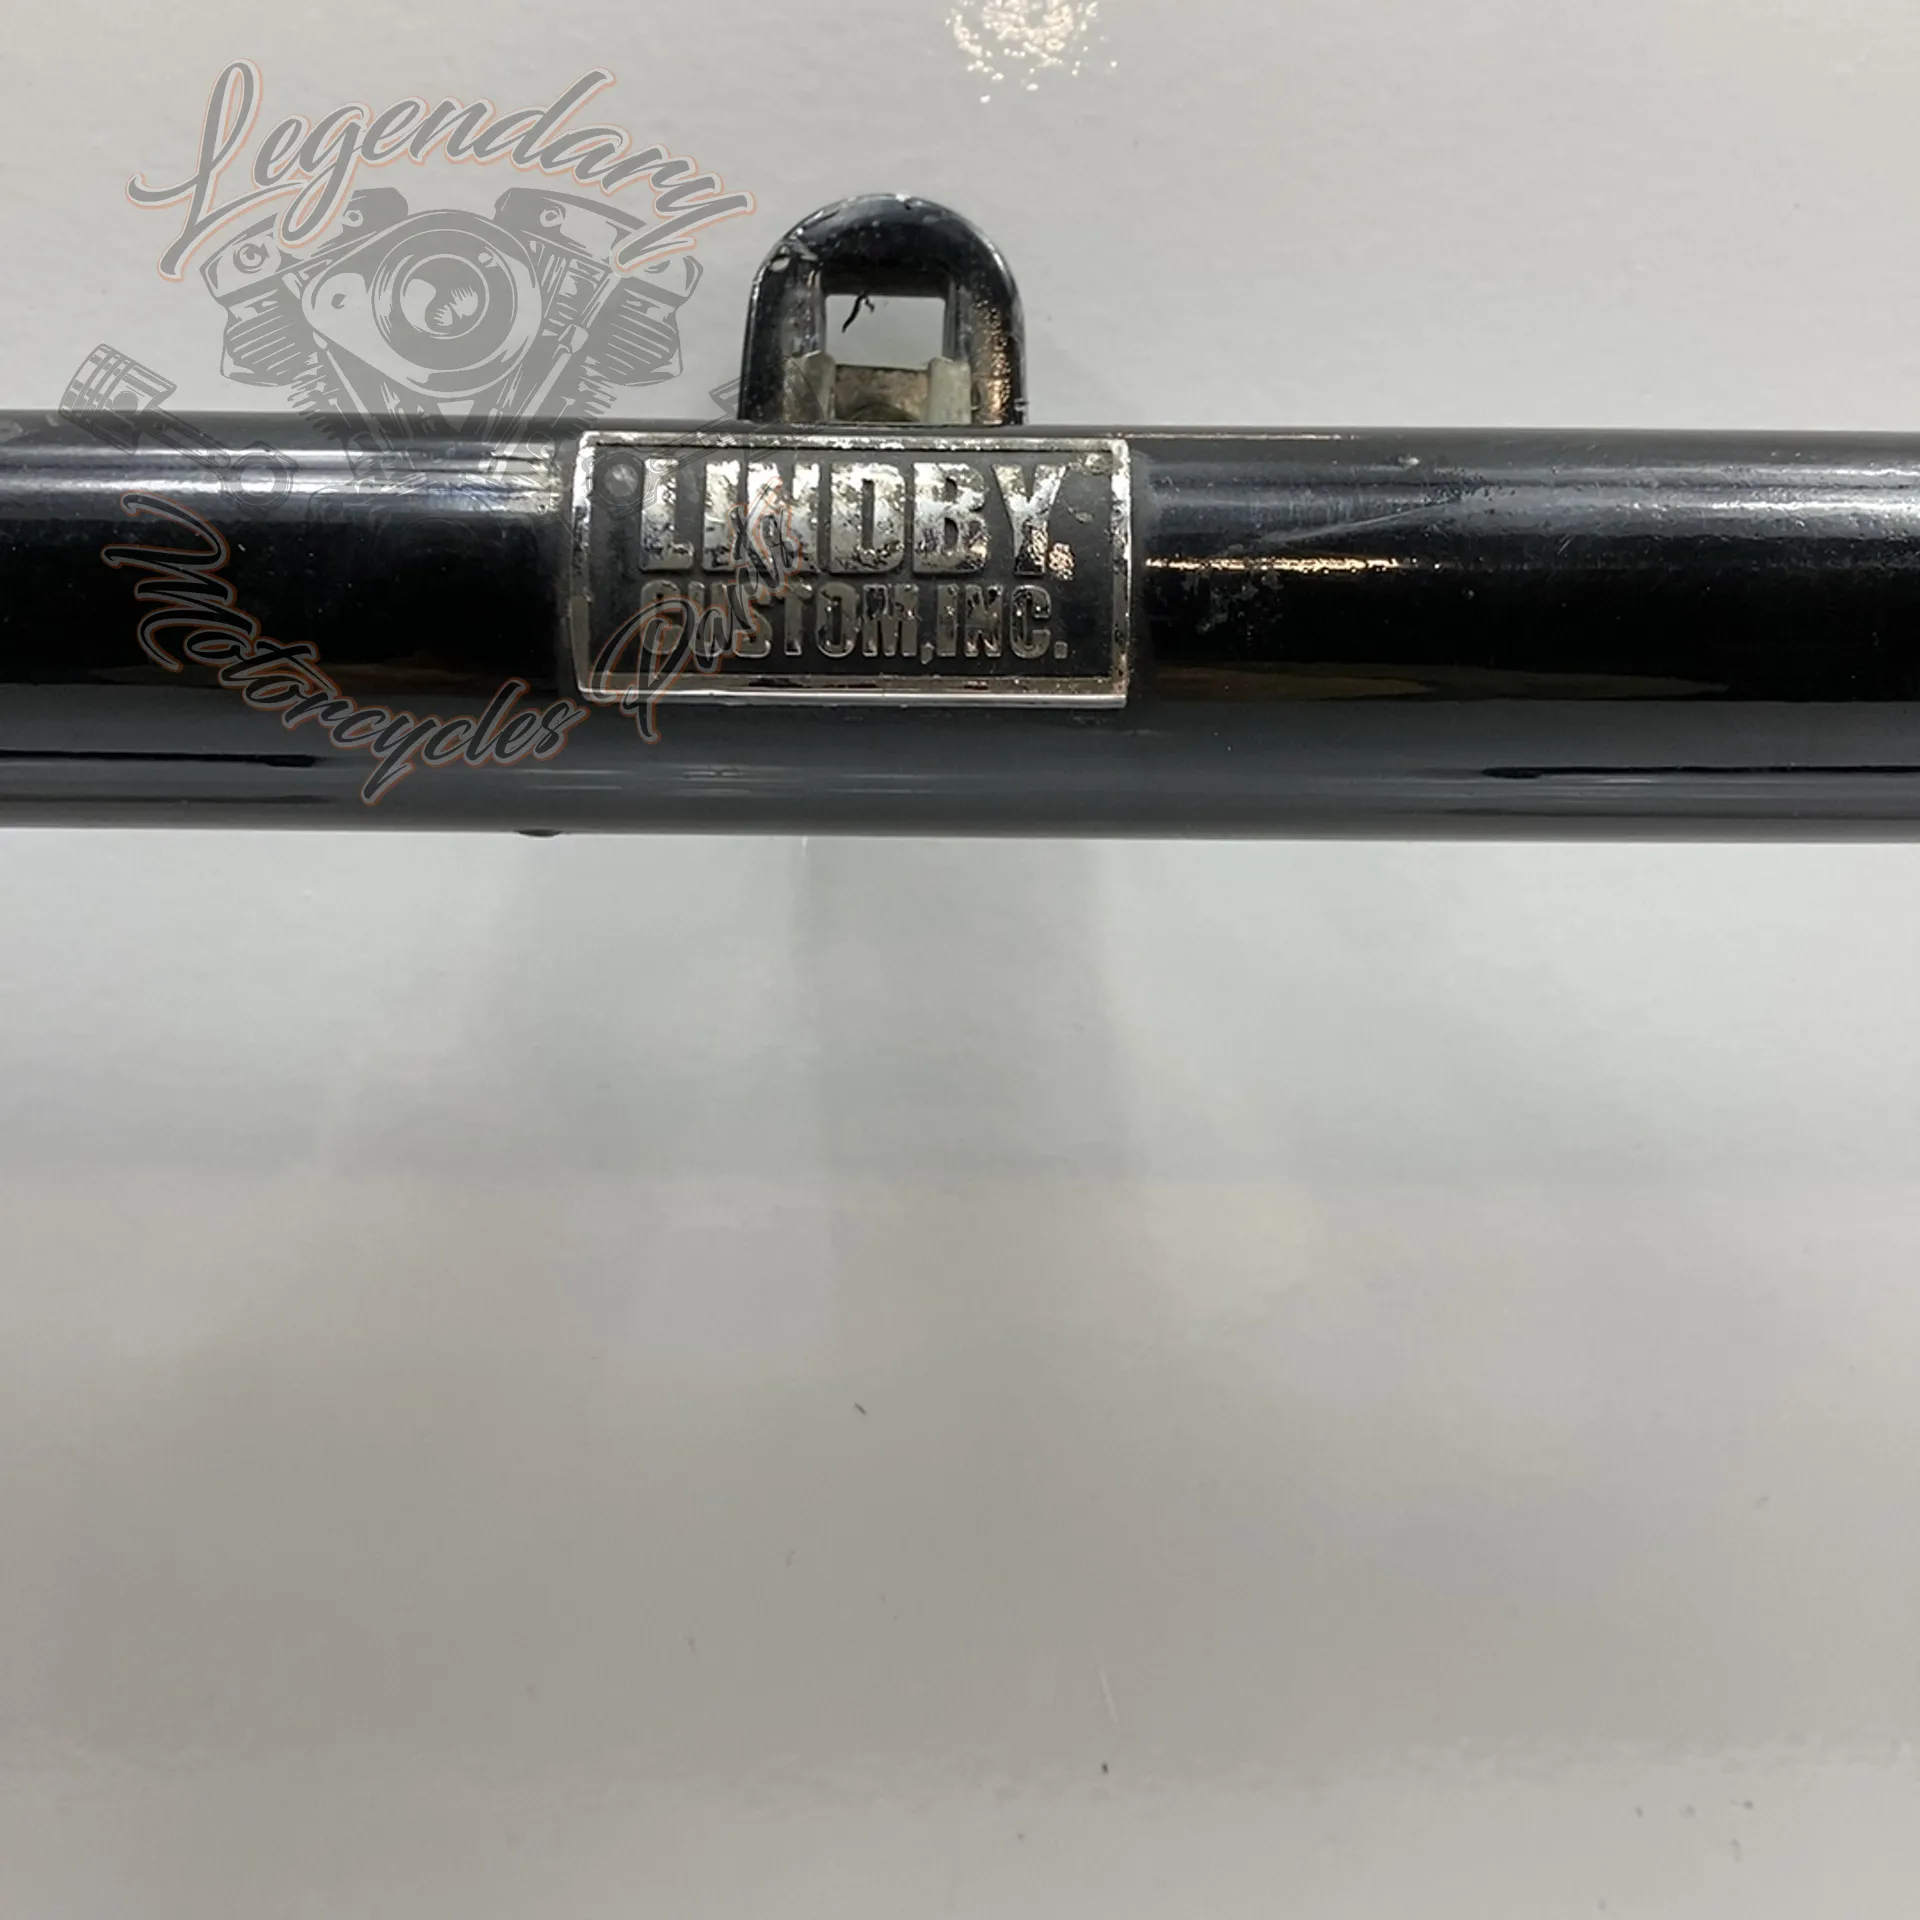 Legendary
LINDBY
CUSTOM, INC.
Motorcycles Parts